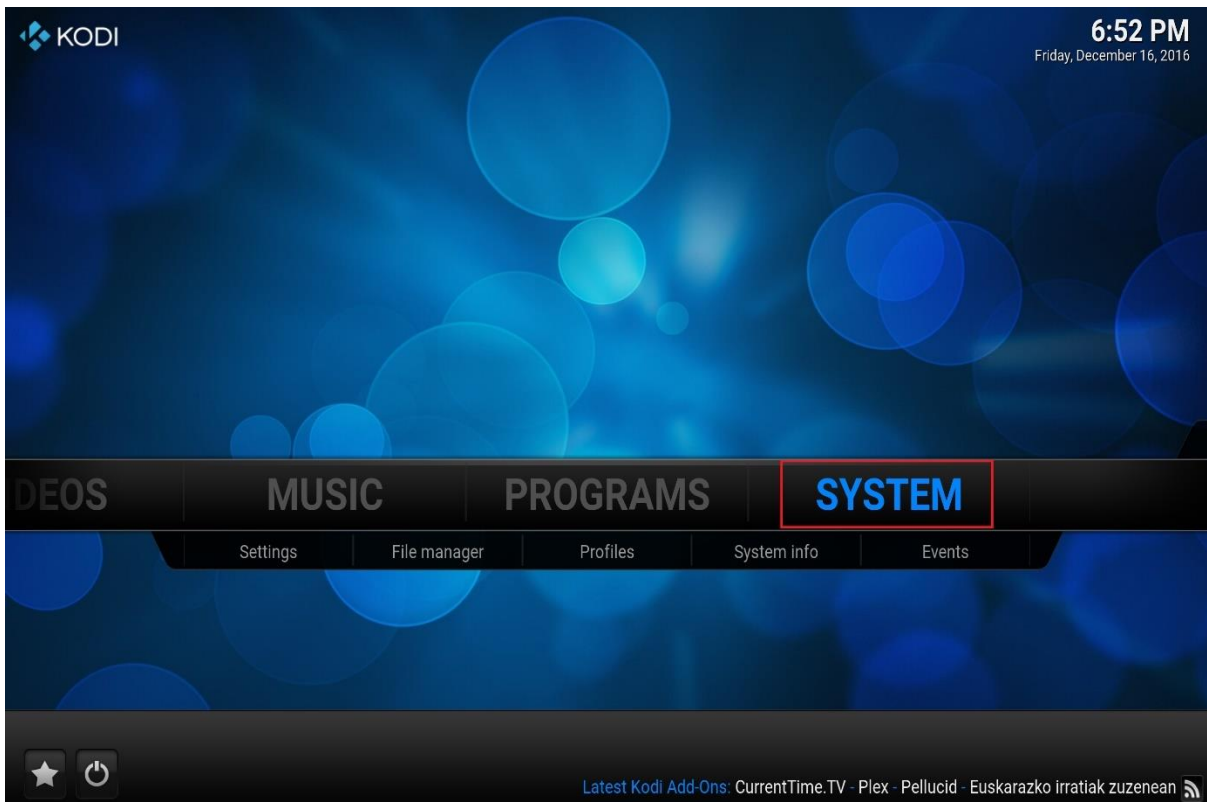 KODI
6:52 PM
Friday, December 16, 2016
IDEOS MUSIC PROGRAMS SYSTEM
Settings File manager Profiles System info Events
Latest Kodi Add-Ons: CurrentTime.TV - Plex - Pellucid - Euskarazko irratiak zuzenean